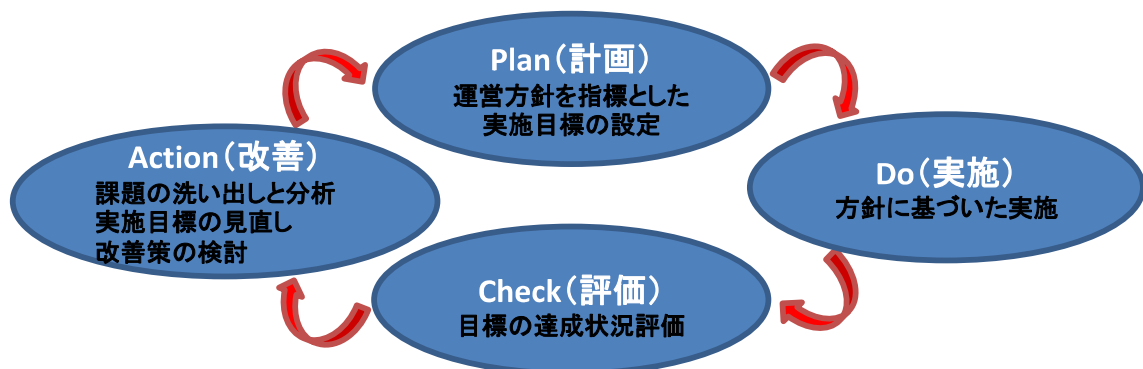 Plan（計画）
運営方針を指標とした
実施目標の設定
Do（実施）
方針に基づいた実施
Check（評価）
目標の達成状況評価
Action（改善）
課題の洗い出しと分析
実施目標の見直し
改善策の検討